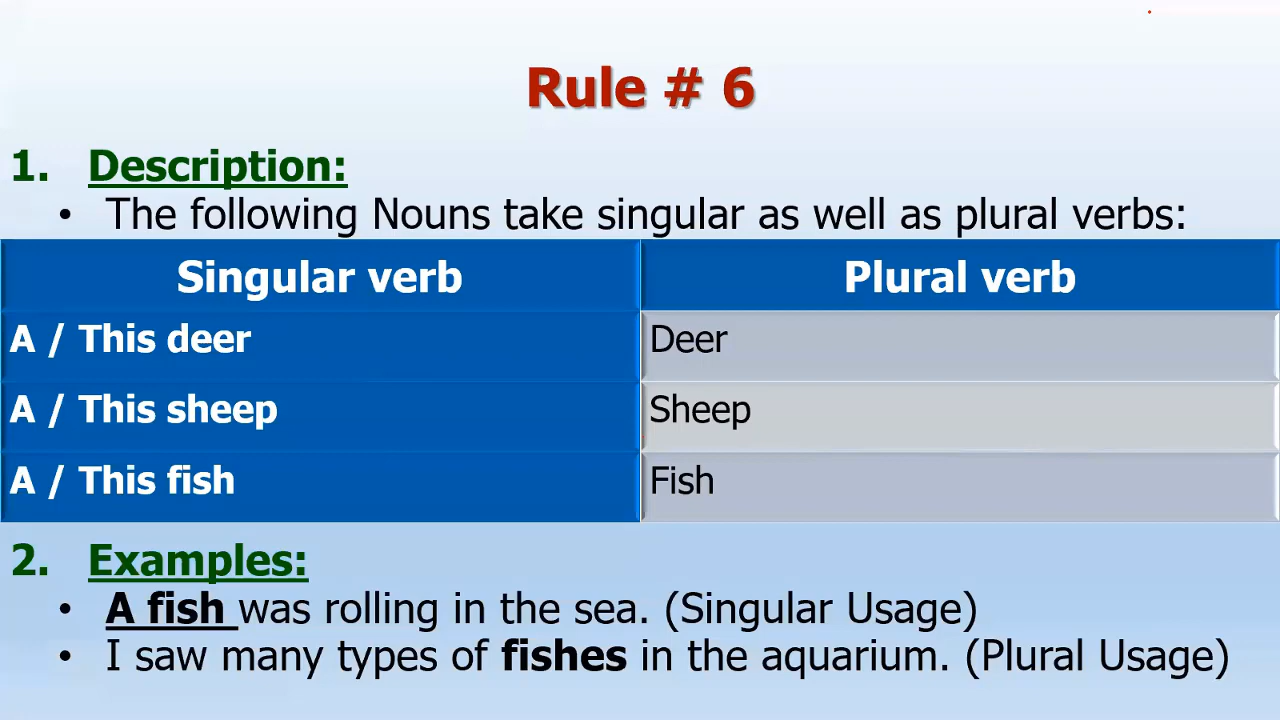 Rule # 6
1. Description:
• The following Nouns take singular as well as plural verbs:
Singular verb Plural verb
A / This deer Deer
A / This sheep Sheep
A / This fish Fish
2. Examples:
• A fish was rolling in the sea. (Singular Usage)
• I saw many types of fishes in the aquarium. (Plural Usage)